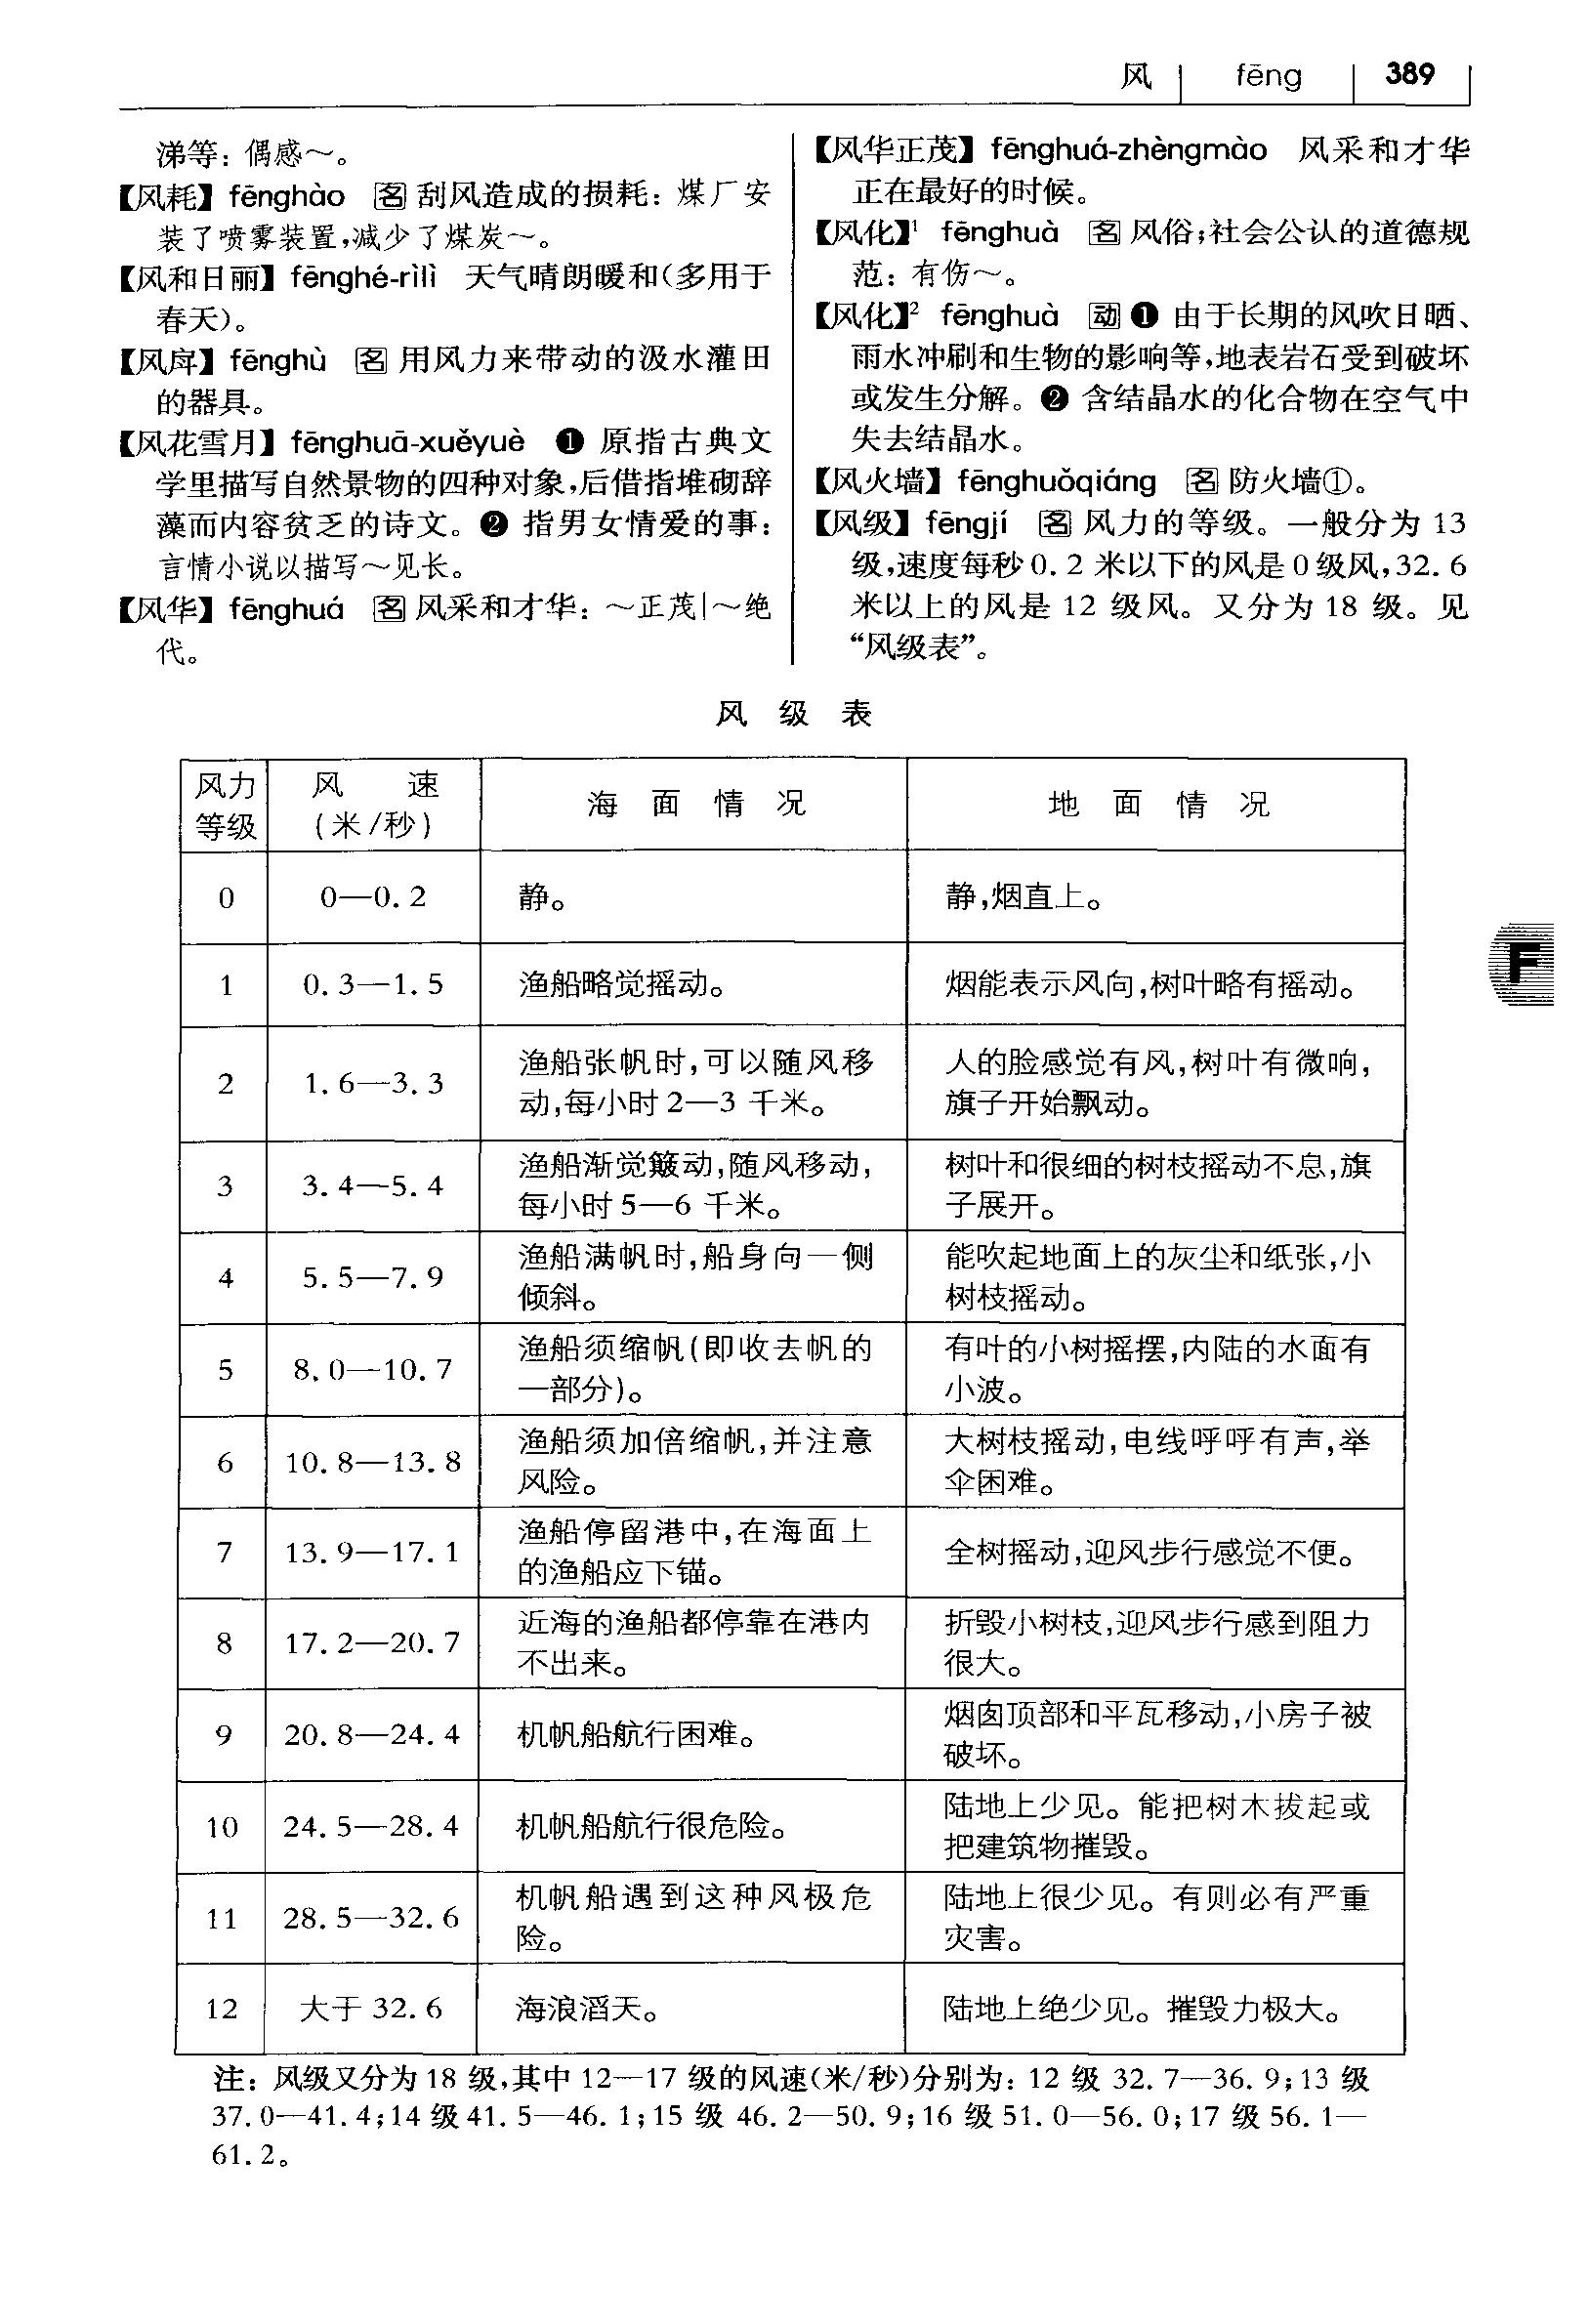 风 fēng 389
涕等：偶感～。
【风耗】fēnghào 名 刮风造成的损耗：煤厂安
装了喷雾装置，减少了煤炭～。
【风和日丽】fēnghé-rìlì 天气晴朗暖和（多用于
春天）。
【风戽】fēnghù 名 用风力来带动的汲水灌田
的器具。
【风花雪月】fēnghuā-xuěyuè ❶ 原指古典文
学里描写自然景物的四种对象，后借指堆砌辞
藻而内容贫乏的诗文。❷ 指男女情爱的事：
言情小说以描写～见长。
【风华】fēnghuá 名 风采和才华：～正茂|～绝
代。
【风华正茂】fēnghuá-zhèngmào 风采和才华
正在最好的时候。
【风化】¹ fēnghuà 名 风俗；社会公认的道德规
范：有伤～。
【风化】² fēnghuà 动 ❶ 由于长期的风吹日晒、
雨水冲刷和生物的影响等，地表岩石受到破坏
或发生分解。❷ 含结晶水的化合物在空气中
失去结晶水。
【风火墙】fēnghuǒqiáng 名 防火墙①。
【风级】fēngjí 名 风力的等级。一般分为 13
级，速度每秒 0.2 米以下的风是 0 级风，32.6
米以上的风是 12 级风。又分为 18 级。见
“风级表”。
风级表
风力等级 风速(米/秒) 海面情况 地面情况
0 0—0.2 静。 静，烟直上。
1 0.3—1.5 渔船略觉摇动。 烟能表示风向，树叶略有摇动。
2 1.6—3.3 渔船张帆时，可以随风移动，每小时 2—3 千米。 人的脸感觉有风，树叶有微响，旗子开始飘动。
3 3.4—5.4 渔船渐觉簸动，随风移动，每小时 5—6 千米。 树叶和很细的树枝摇动不息，旗子展开。
4 5.5—7.9 渔船满帆时，船身向一侧倾斜。 能吹起地面上的灰尘和纸张，小树枝摇动。
5 8.0—10.7 渔船须缩帆(即收去帆的一部分)。 有叶的小树摇摆，内陆的水面有小波。
6 10.8—13.8 渔船须加倍缩帆，并注意风险。 大树枝摇动，电线呼呼有声，举伞困难。
7 13.9—17.1 渔船停留港中，在海面上的渔船应下锚。 全树摇动，迎风步行感觉不便。
8 17.2—20.7 近海的渔船都停靠在港内不出来。 折毁小树枝，迎风步行感到阻力很大。
9 20.8—24.4 机帆船航行困难。 烟囱顶部和平瓦移动，小房子被破坏。
10 24.5—28.4 机帆船航行很危险。 陆地上少见。能把树木拔起或把建筑物摧毁。
11 28.5—32.6 机帆船遇到这种风极危险。 陆地上很少见。有则必有严重灾害。
12 大于 32.6 海浪滔天。 陆地上绝少见。摧毁力极大。
注：风级又分为 18 级，其中 12—17 级的风速（米/秒）分别为：12 级 32.7—36.9；13 级
37.0—41.4；14 级 41.5—46.1；15 级 46.2—50.9；16 级 51.0—56.0；17 级 56.1—
61.2。
F